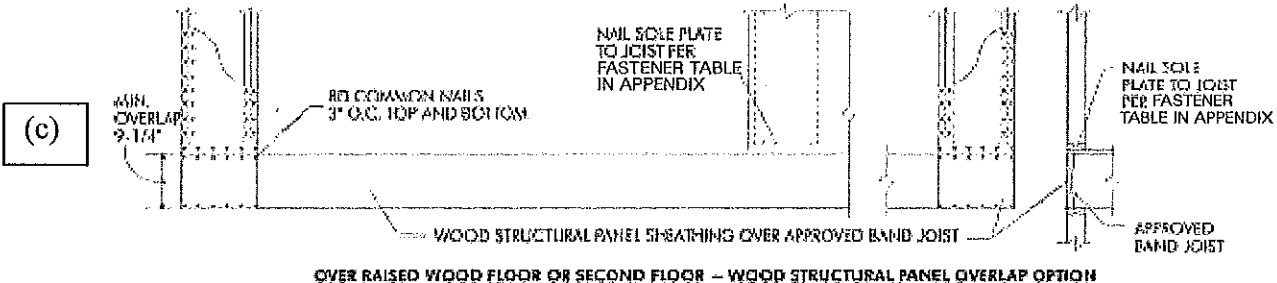 (c)
MIN.
OVERLAP
9-1/4"
8D COMMON NAILS
3" O.C. TOP AND BOTTOM
NAIL SOLE PLATE
TO JOIST PER
FASTENER TABLE
IN APPENDIX
NAIL SOLE
PLATE TO JOIST
PER FASTENER
TABLE IN APPENDIX
WOOD STRUCTURAL PANEL SHEATHING OVER APPROVED BAND JOIST
APPROVED
BAND JOIST
OVER RAISED WOOD FLOOR OR SECOND FLOOR – WOOD STRUCTURAL PANEL OVERLAP OPTION